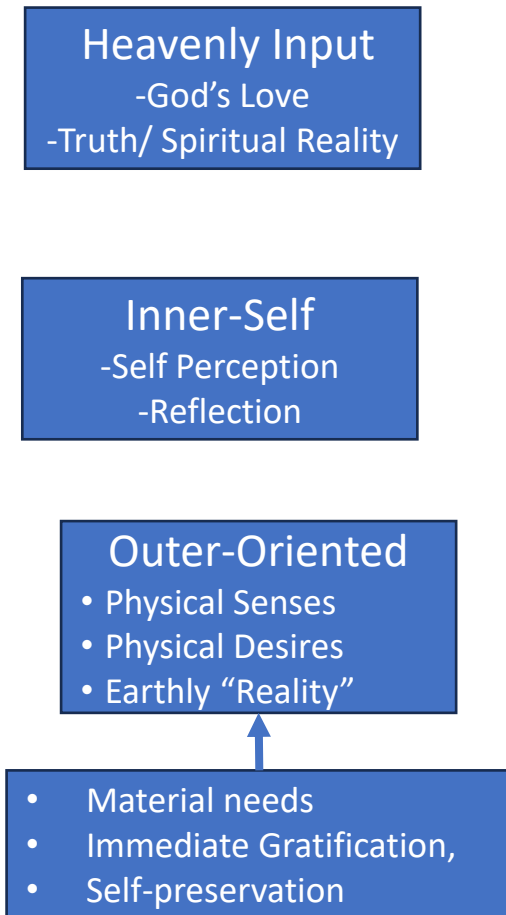 Heavenly Input
-God’s Love
-Truth/ Spiritual Reality
Inner-Self
-Self Perception
-Reflection
Outer-Oriented
• Physical Senses
• Physical Desires
• Earthly “Reality”
• Material needs
• Immediate Gratification,
• Self-preservation